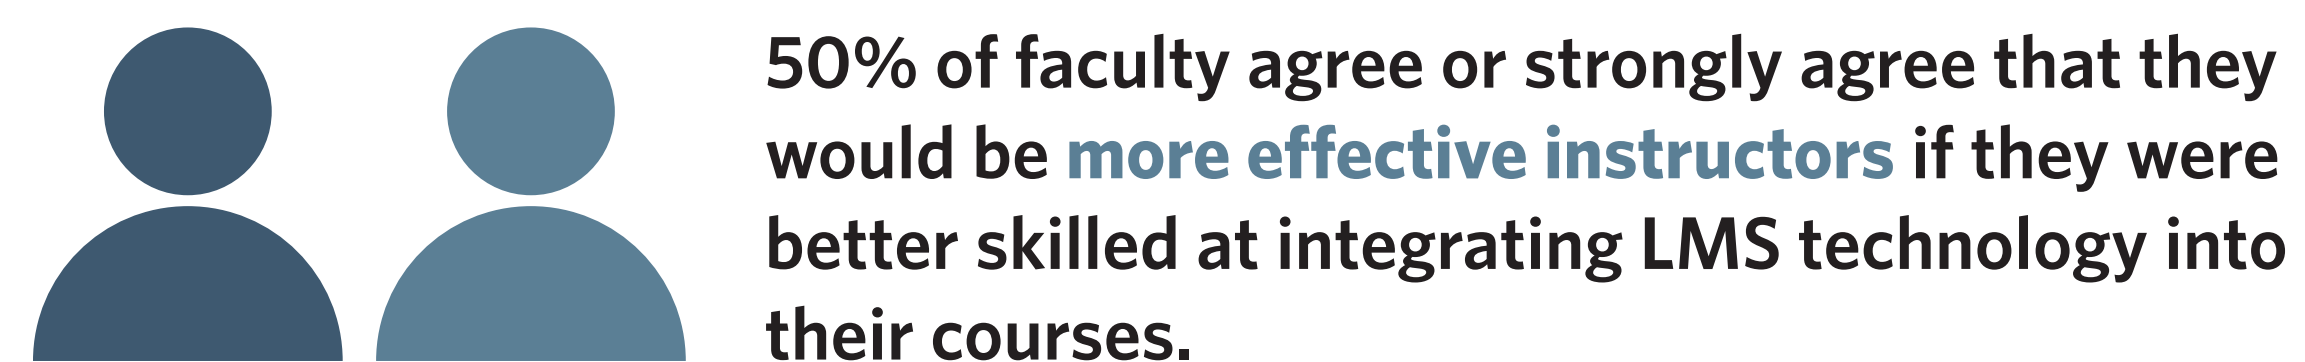 50% of faculty agree or strongly agree that they
would be more effective instructors if they were
better skilled at integrating LMS technology into
their courses.